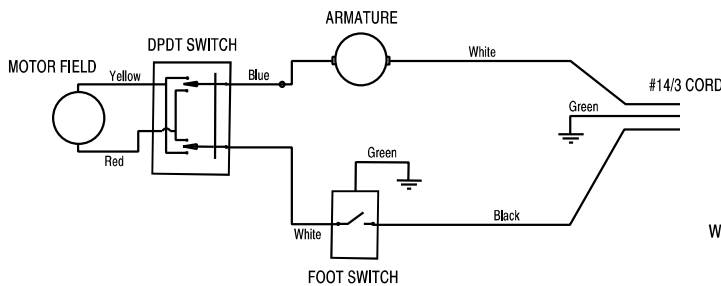 ARMATURE
DPDT SWITCH
MOTOR FIELD
Yellow
Blue
White
#14/3 CORD
Green
Red
Green
White
Black
W
FOOT SWITCH